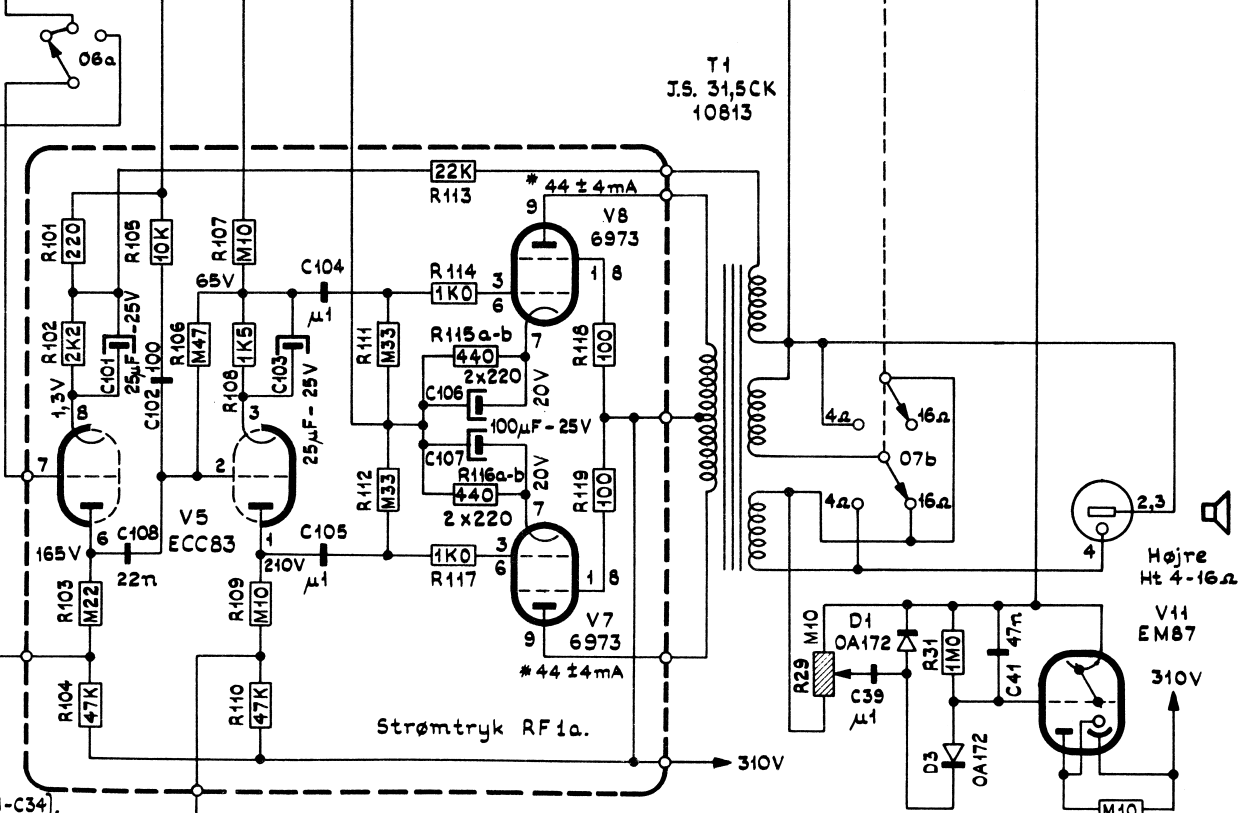 06a
T1
J.S. 31,5CK
10813
22K
R113
* 44 ± 4mA
9
V8
6973
R101
220
R105
10K
R107
M10
65V
C104
µ1
R114
1K0
3
6
1
8
7
R102
2K2
C101
25µF-25V
C102
100
R106
M47
R108
1K5
C103
25µF-25V
R111
M33
R115 a-b
440
2x220
20V
R118
100
C106
100µF-25V
1,3V
8
3
7
2
C107
R116a-b
440
2x220
20V
R112
M33
R119
100
4Ω
16Ω
07b
4Ω
16Ω
2,3
4
Højre
Ht 4-16Ω
V5
ECC83
6
C108
165V
22n
1
210V
C105
µ1
1K0
R117
3
6
7
1
8
V7
6973
9
* 44 ± 4mA
R103
M22
R109
M10
R104
47K
R110
47K
Strømtryk RF1a.
310V
M10
R29
D1
OA172
C39
µ1
R31
1M0
C41
47n
D3
OA172
V11
EM87
310V
M10
-C34].